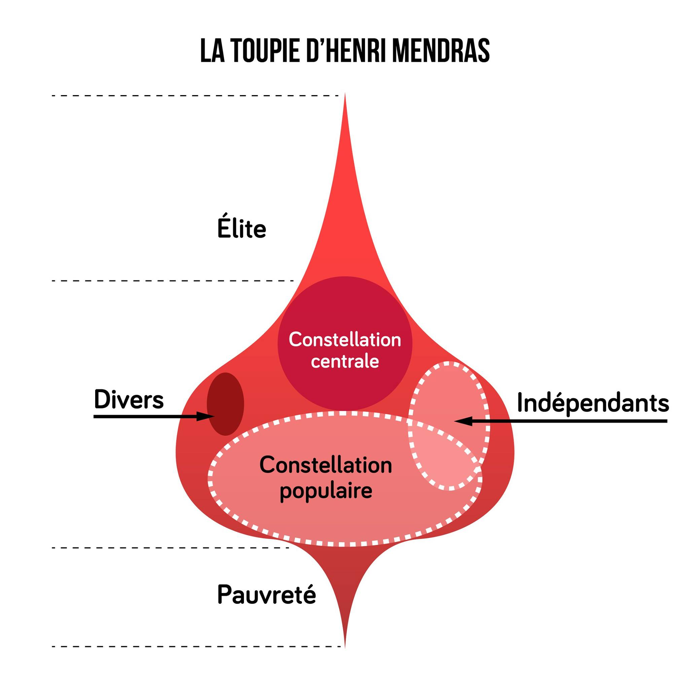 LA TOUPIE D'HENRI MENDRAS
Élite
Constellation
centrale
Divers
Indépendants
Constellation
populaire
Pauvreté